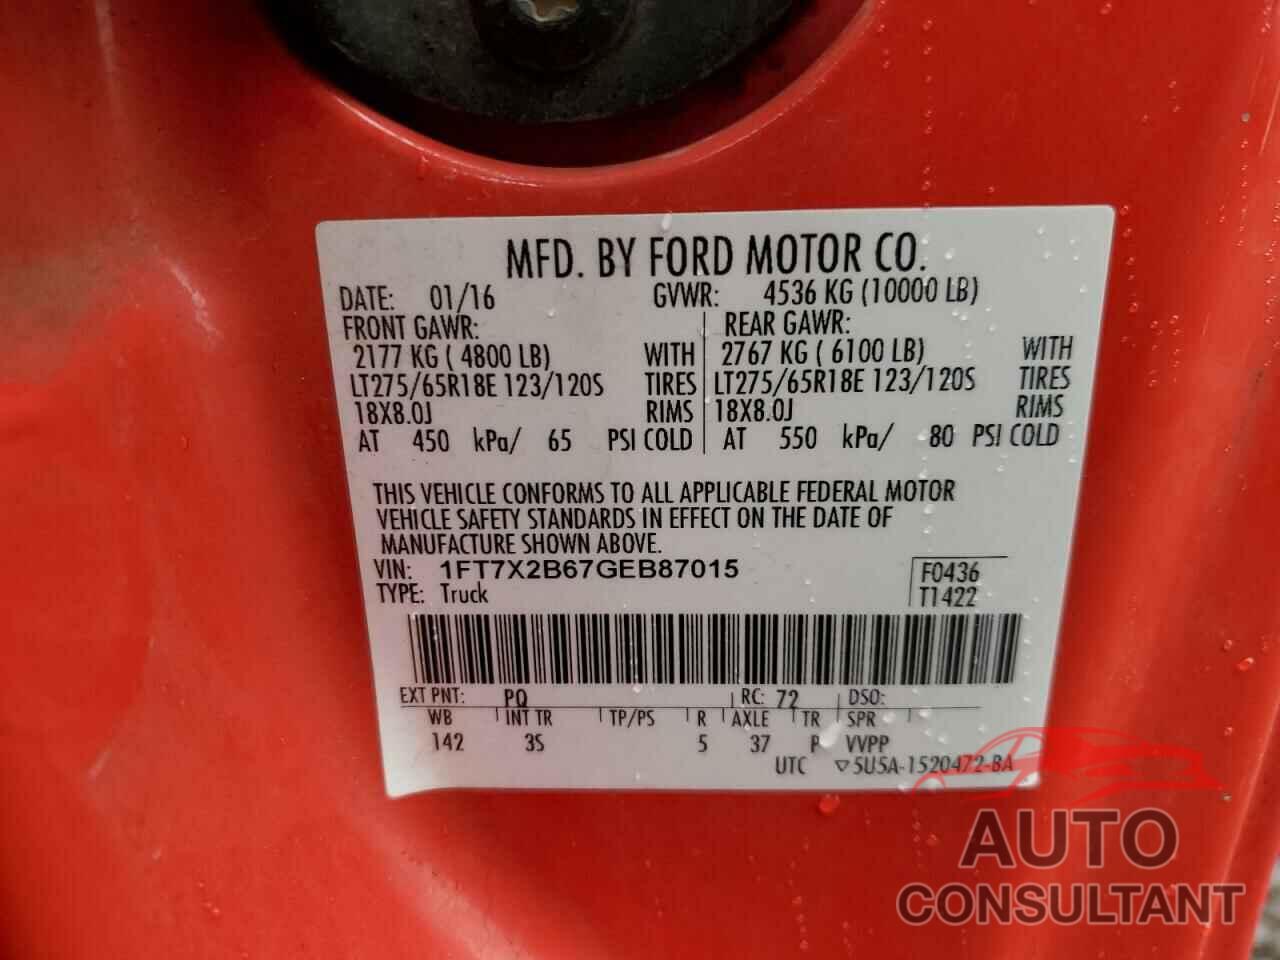 MFD. BY FORD MOTOR CO.
DATE: 01/16 GVWR: 4536 KG (10000 LB)
FRONT GAWR: REAR GAWR:
2177 KG ( 4800 LB) WITH 2767 KG ( 6100 LB) WITH
LT275/65R18E 123/120S TIRES LT275/65R18E 123/120S TIRES
18X8.0J RIMS 18X8.0J RIMS
AT 450 kPa/ 65 PSI COLD AT 550 kPa/ 80 PSI COLD
THIS VEHICLE CONFORMS TO ALL APPLICABLE FEDERAL MOTOR
VEHICLE SAFETY STANDARDS IN EFFECT ON THE DATE OF
MANUFACTURE SHOWN ABOVE.
VIN: 1FT7X2B67GEB87015 F0436
TYPE: Truck T1422
EXT PNT: PQ RC: 72 DSO:
WB INT TR TP/PS R AXLE TR SPR
142 3S 5 37 P VVPP
UTC ▽5U5A-1520472-BA
AUTO
CONSULTANT